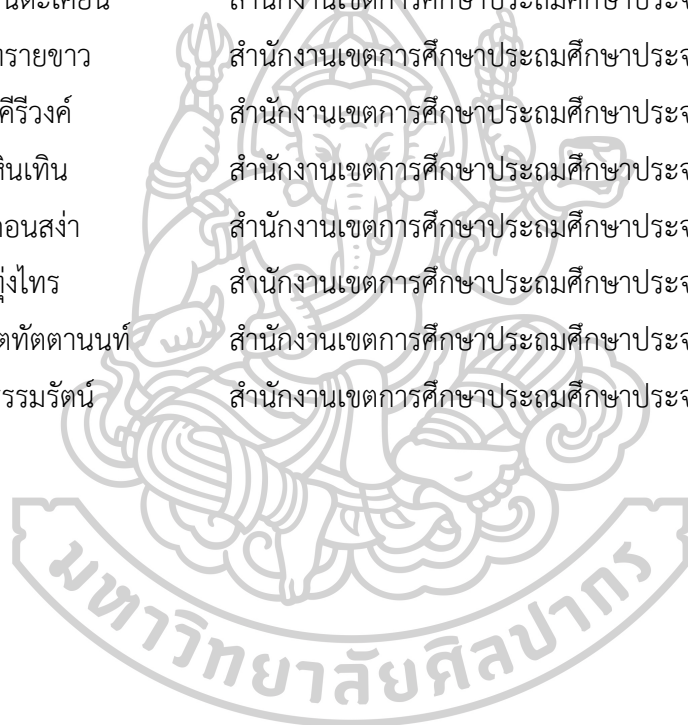 สำนักงานเขตการศึกษาประถมศึกษาประจ
ทรายขาว สำนักงานเขตการศึกษาประถมศึกษาประจ
คีรีวงค์ สำนักงานเขตการศึกษาประถมศึกษาประจ
หินเทิน สำนักงานเขตการศึกษาประถมศึกษาประจ
ดอนสง่า สำนักงานเขตการศึกษาประถมศึกษาประจ
ทุ่งไทร สำนักงานเขตการศึกษาประถมศึกษาประจ
ตทัตตานนท์ สำนักงานเขตการศึกษาประถมศึกษาประจ
ธรรมรัตน์ สำนักงานเขตการศึกษาประถมศึกษาประจ
มหาวิทยาลัยศิลปากร